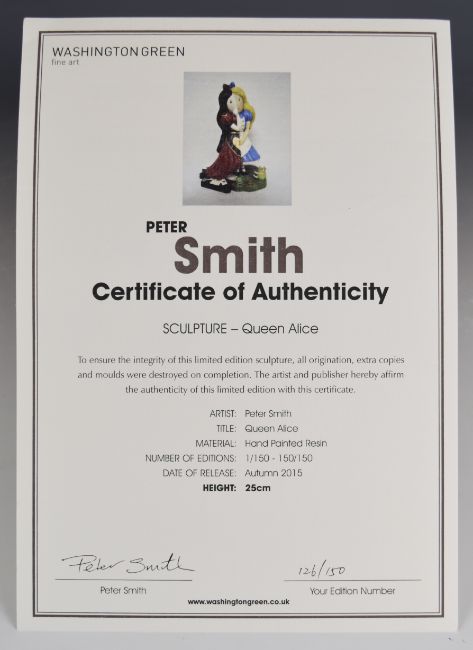 WASHINGTON GREEN
fine art
PETER
Smith
Certificate of Authenticity
SCULPTURE – Queen Alice
To ensure the integrity of this limited edition sculpture, all origination, extra copies
and moulds were destroyed on completion. The artist and publisher hereby affirm
the authenticity of this limited edition with this certificate.
ARTIST: Peter Smith
TITLE: Queen Alice
MATERIAL: Hand Painted Resin
NUMBER OF EDITIONS: 1/150 - 150/150
DATE OF RELEASE: Autumn 2015
HEIGHT: 25cm
Peter Smith 126/150
Peter Smith Your Edition Number
www.washingtongreen.co.uk